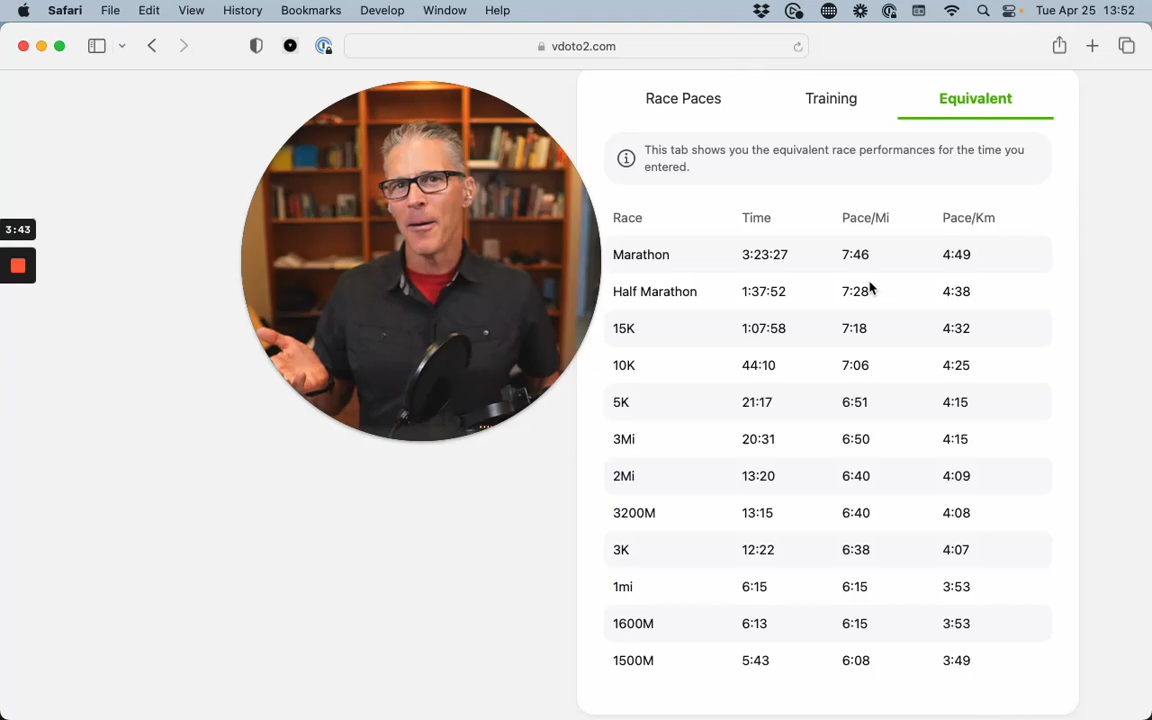 Safari File Edit View History Bookmarks Develop Window Help Tue Apr 25 13:52
vdoto2.com
Race Paces Training Equivalent
This tab shows you the equivalent race performances for the time you
entered.
3:43
Race Time Pace/Mi Pace/Km
Marathon 3:23:27 7:46 4:49
Half Marathon 1:37:52 7:28 4:38
15K 1:07:58 7:18 4:32
10K 44:10 7:06 4:25
5K 21:17 6:51 4:15
3Mi 20:31 6:50 4:15
2Mi 13:20 6:40 4:09
3200M 13:15 6:40 4:08
3K 12:22 6:38 4:07
1mi 6:15 6:15 3:53
1600M 6:13 6:15 3:53
1500M 5:43 6:08 3:49